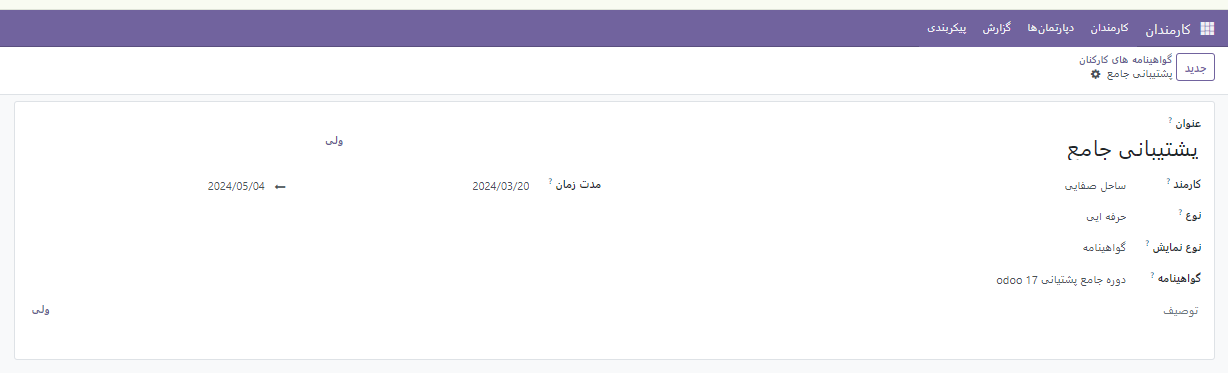 کارمندان کارمندان دپارتمان‌ها گزارش پیکربندی
جدید
گواهینامه های کارکنان
پشتیبانی جامع
عنوان ?
پشتیبانی جامع
ولی
کارمند ? ساحل صفایی
مدت زمان ? 2024/03/20 ← 2024/05/04
نوع ? حرفه ایی
نوع نمایش ? گواهینامه
گواهینامه ? دوره جامع پشتیانی odoo 17
توصیف
ولی